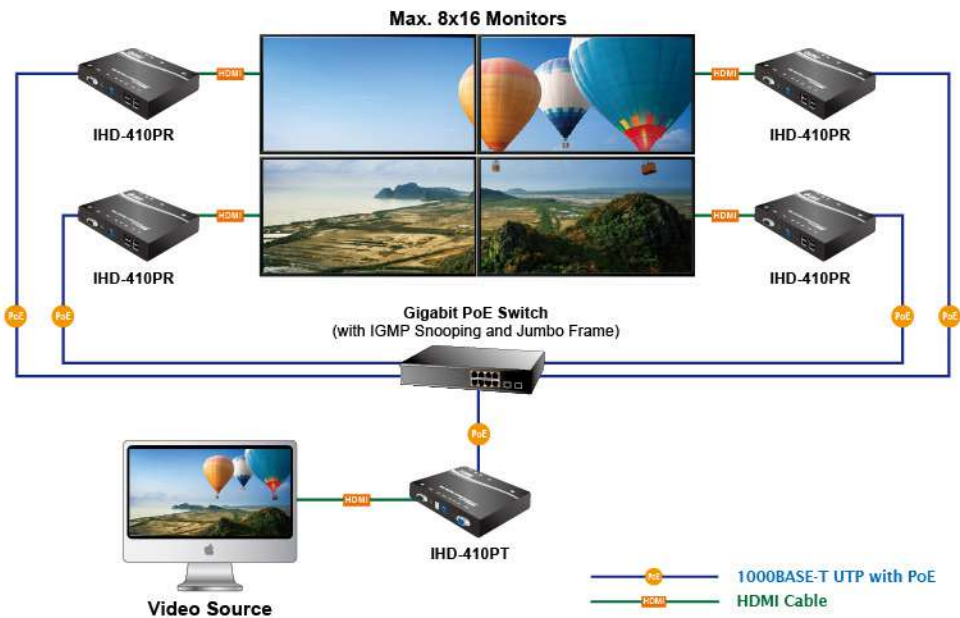 Max. 8x16 Monitors
HDMI
HDMI
IHD-410PR
IHD-410PR
HDMI
HDMI
IHD-410PR
IHD-410PR
Gigabit PoE Switch
(with IGMP Snooping and Jumbo Frame)
PoE
PoE
PoE
PoE
PoE
HDMI
IHD-410PT
Video Source
PoE
1000BASE-T UTP with PoE
HDMI
HDMI Cable